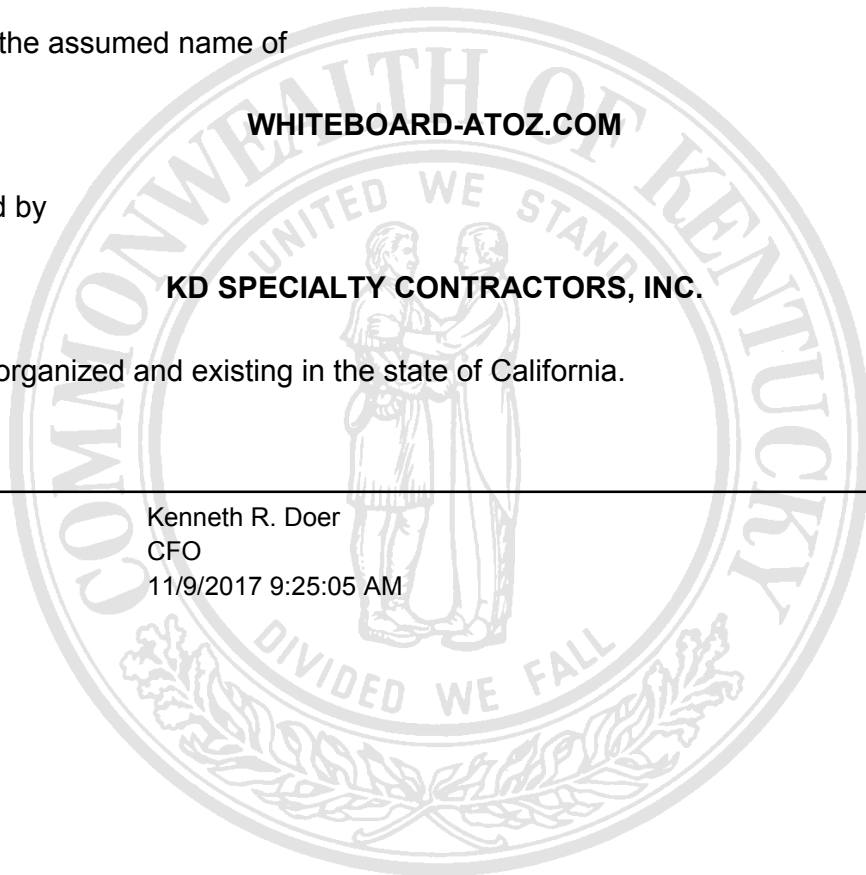 the assumed name of
WHITEBOARD-ATOZ.COM
d by
KD SPECIALTY CONTRACTORS, INC.
organized and existing in the state of California.
Kenneth R. Doer
CFO
11/9/2017 9:25:05 AM
COMMONWEALTH OF KENTUCKY
UNITED WE STAND
DIVIDED WE FALL